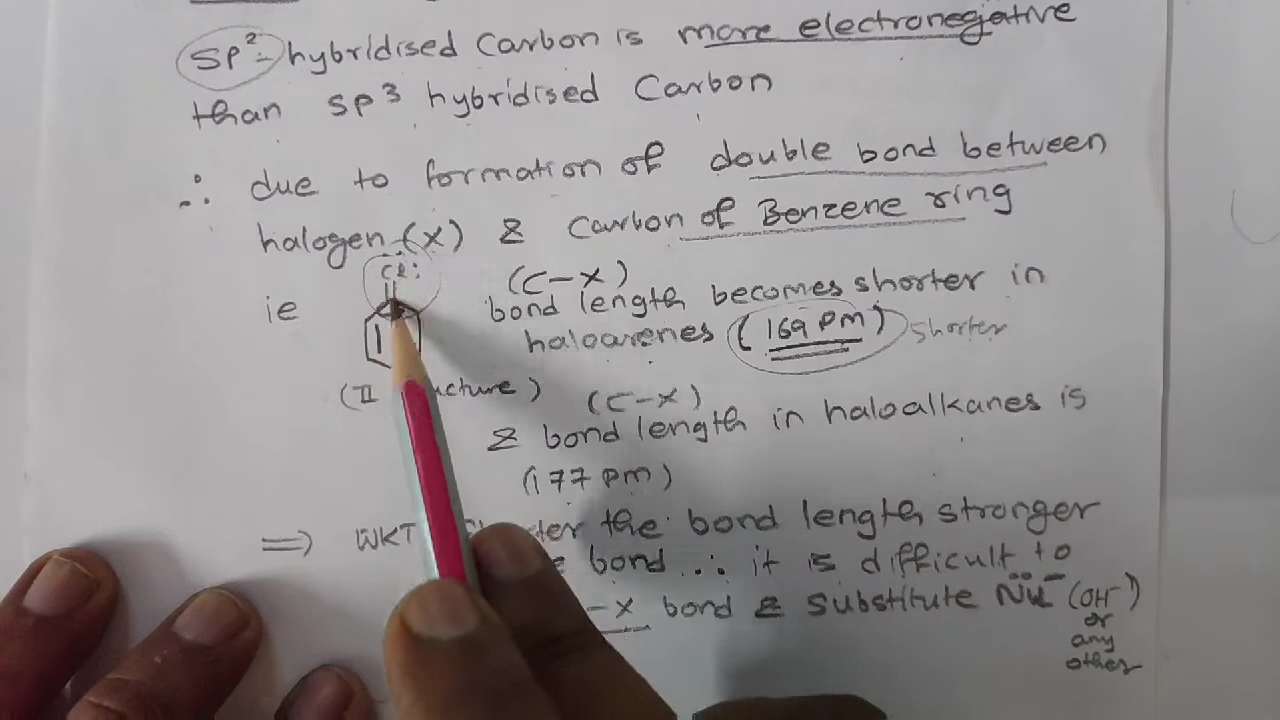 SP² hybridised Carbon is more electronegative
than SP³ hybridised Carbon
∴ due to formation of double bond between
halogen (X) & Carbon of Benzene ring
ie Cl: (C-X)
bond length becomes shorter in
haloarenes (169 pm) shorter
(II
(C-X)
& bond length in haloalkanes is
(177 pm)
⇒ WKT the bond length stronger
bond ∴ it is difficult to
-X bond & substitute Nu⁻ (OH⁻)
or
any
other